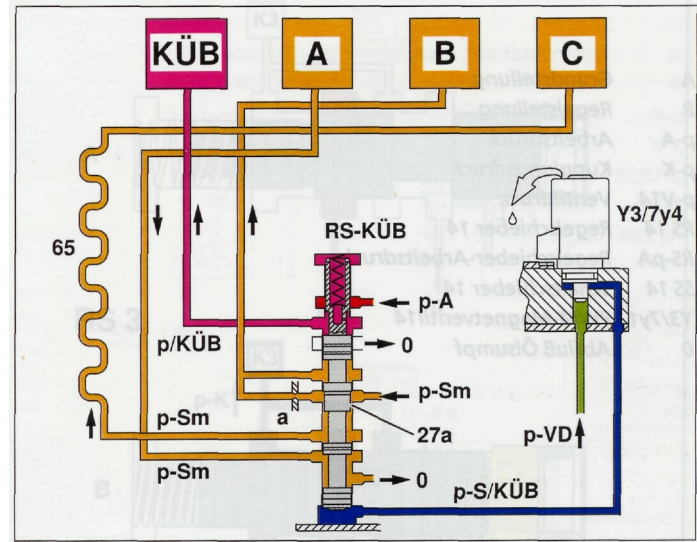 KÜB A B C
Y3/7y4
65
RS-KÜB
p-A
0
p/KÜB
p-Sm
a
27a
p-Sm
p-VD
p-Sm
0
p-S/KÜB